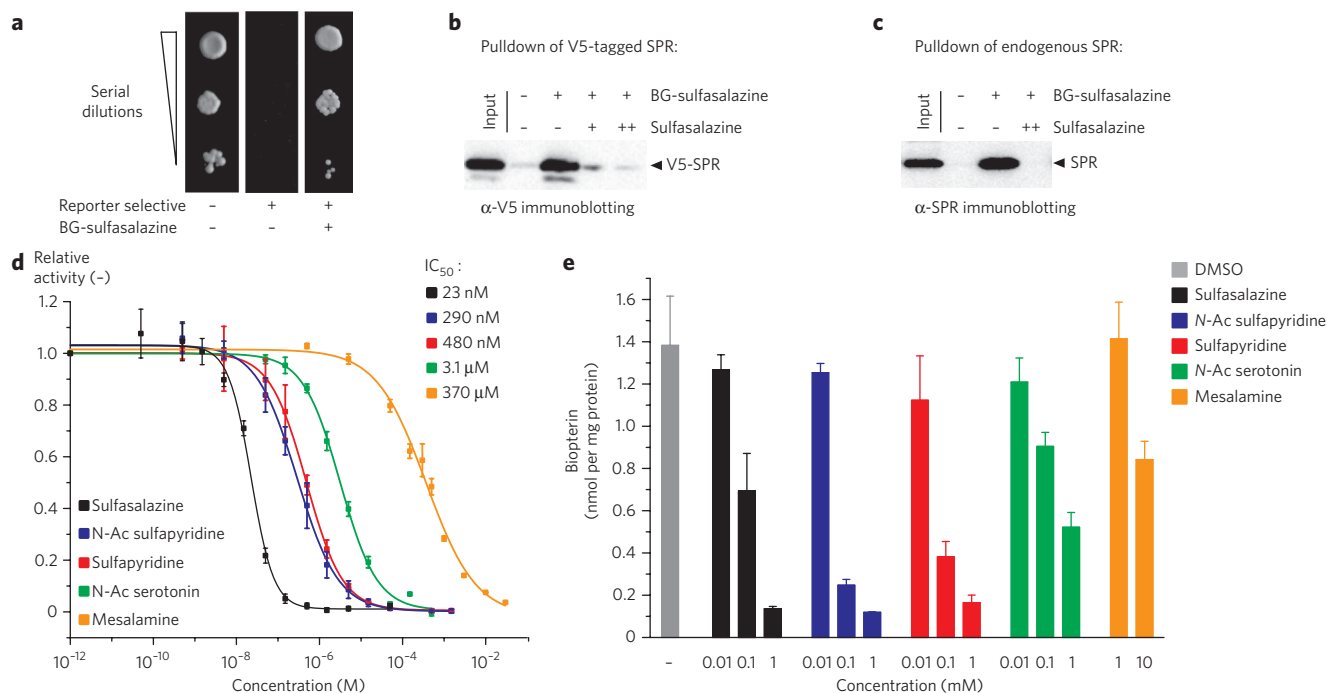 a
Serial
dilutions
Reporter selective – + +
BG-sulfasalazine – – +
b
Pulldown of V5-tagged SPR:
Input – + + + BG-sulfasalazine
– – + ++ Sulfasalazine
V5-SPR
α-V5 immunoblotting
c
Pulldown of endogenous SPR:
Input – + + BG-sulfasalazine
– – ++ Sulfasalazine
SPR
α-SPR immunoblotting
d
Relative
activity (–)
IC50 :
23 nM
290 nM
480 nM
3.1 μM
370 μM
1.2
1.0
0.8
0.6
0.4
0.2
0
Sulfasalazine
N-Ac sulfapyridine
Sulfapyridine
N-Ac serotonin
Mesalamine
10−12 10−10 10−8 10−6 10−4 10−2
Concentration (M)
e
DMSO
Sulfasalazine
N-Ac sulfapyridine
Sulfapyridine
N-Ac serotonin
Mesalamine
Biopterin
(nmol per mg protein)
1.6
1.4
1.2
1.0
0.8
0.6
0.4
0.2
0
– 0.01 0.1 1 0.01 0.1 1 0.01 0.1 1 0.01 0.1 1 1 10
Concentration (mM)